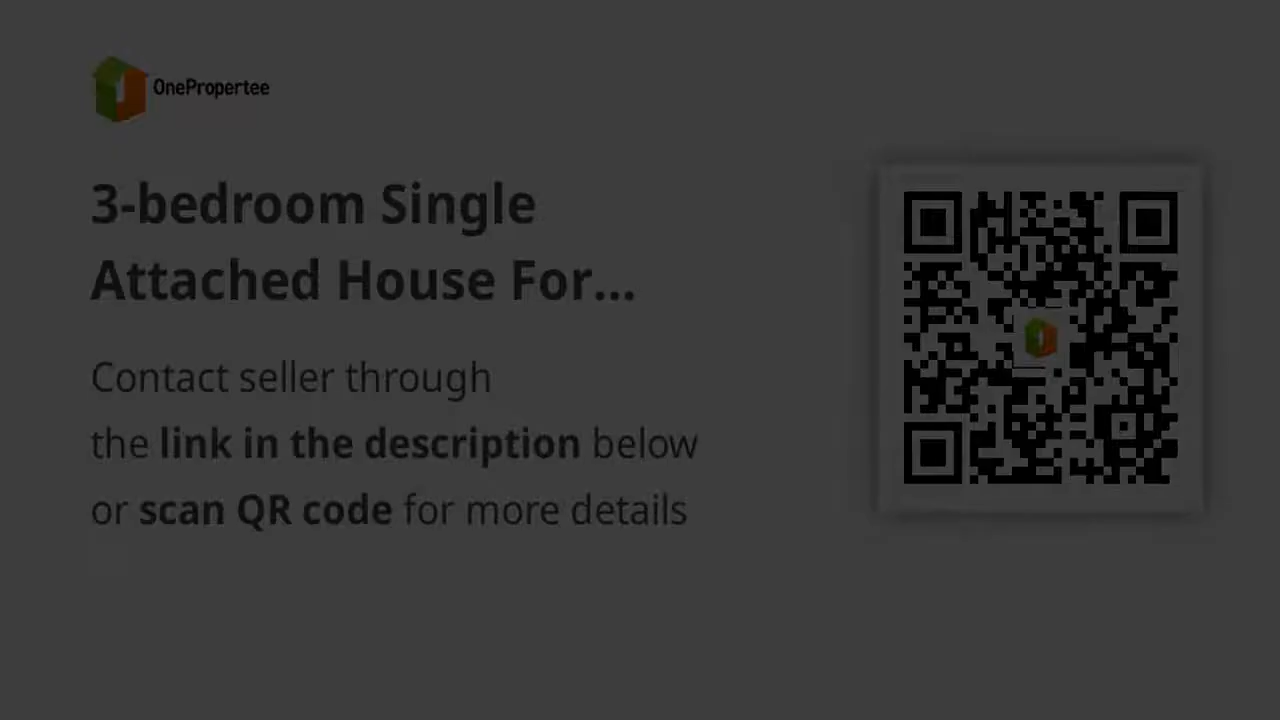 OnePropertee
3-bedroom Single
Attached House For...
Contact seller through
the link in the description below
or scan QR code for more details